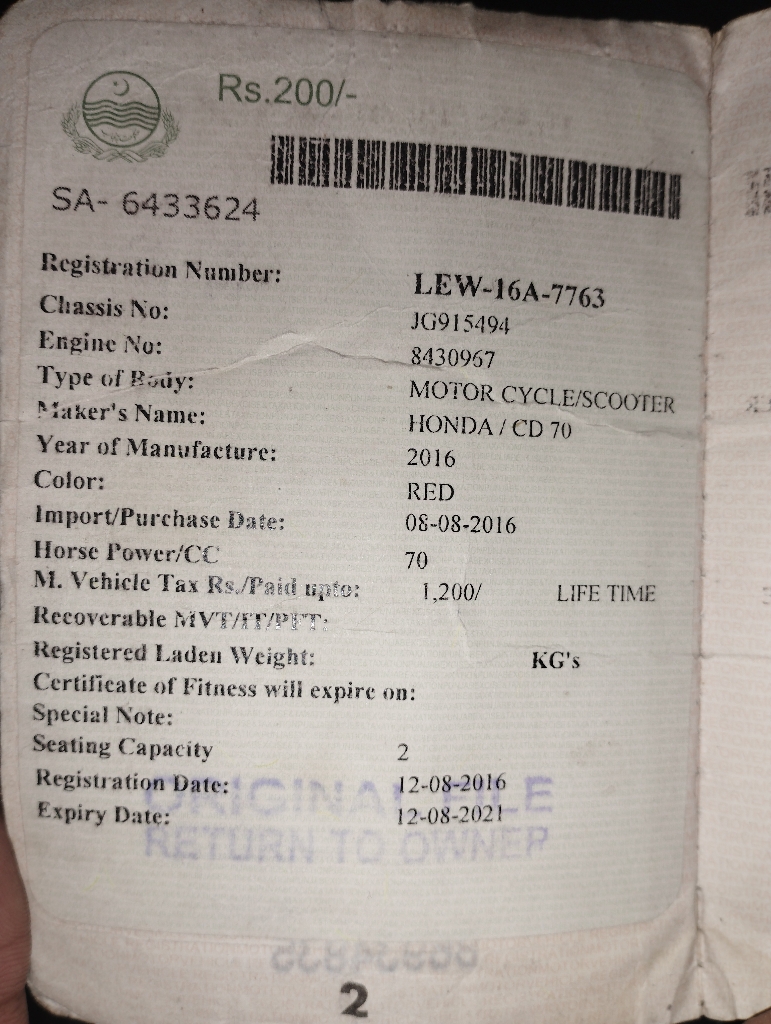 Rs.200/-
SA- 6433624
Registration Number: LEW-16A-7763
Chassis No: JG915494
Engine No: 8430967
Type of Body: MOTOR CYCLE/SCOOTER
Maker's Name: HONDA / CD 70
Year of Manufacture: 2016
Color: RED
Import/Purchase Date: 08-08-2016
Horse Power/CC 70
M. Vehicle Tax Rs./Paid upto: 1,200/ LIFE TIME
Recoverable MVT/IT/PFT:
Registered Laden Weight: KG's
Certificate of Fitness will expire on:
Special Note:
Seating Capacity 2
Registration Date: 12-08-2016
Expiry Date: 12-08-2021
ORIGINAL FILE
RETURN TO OWNER
2